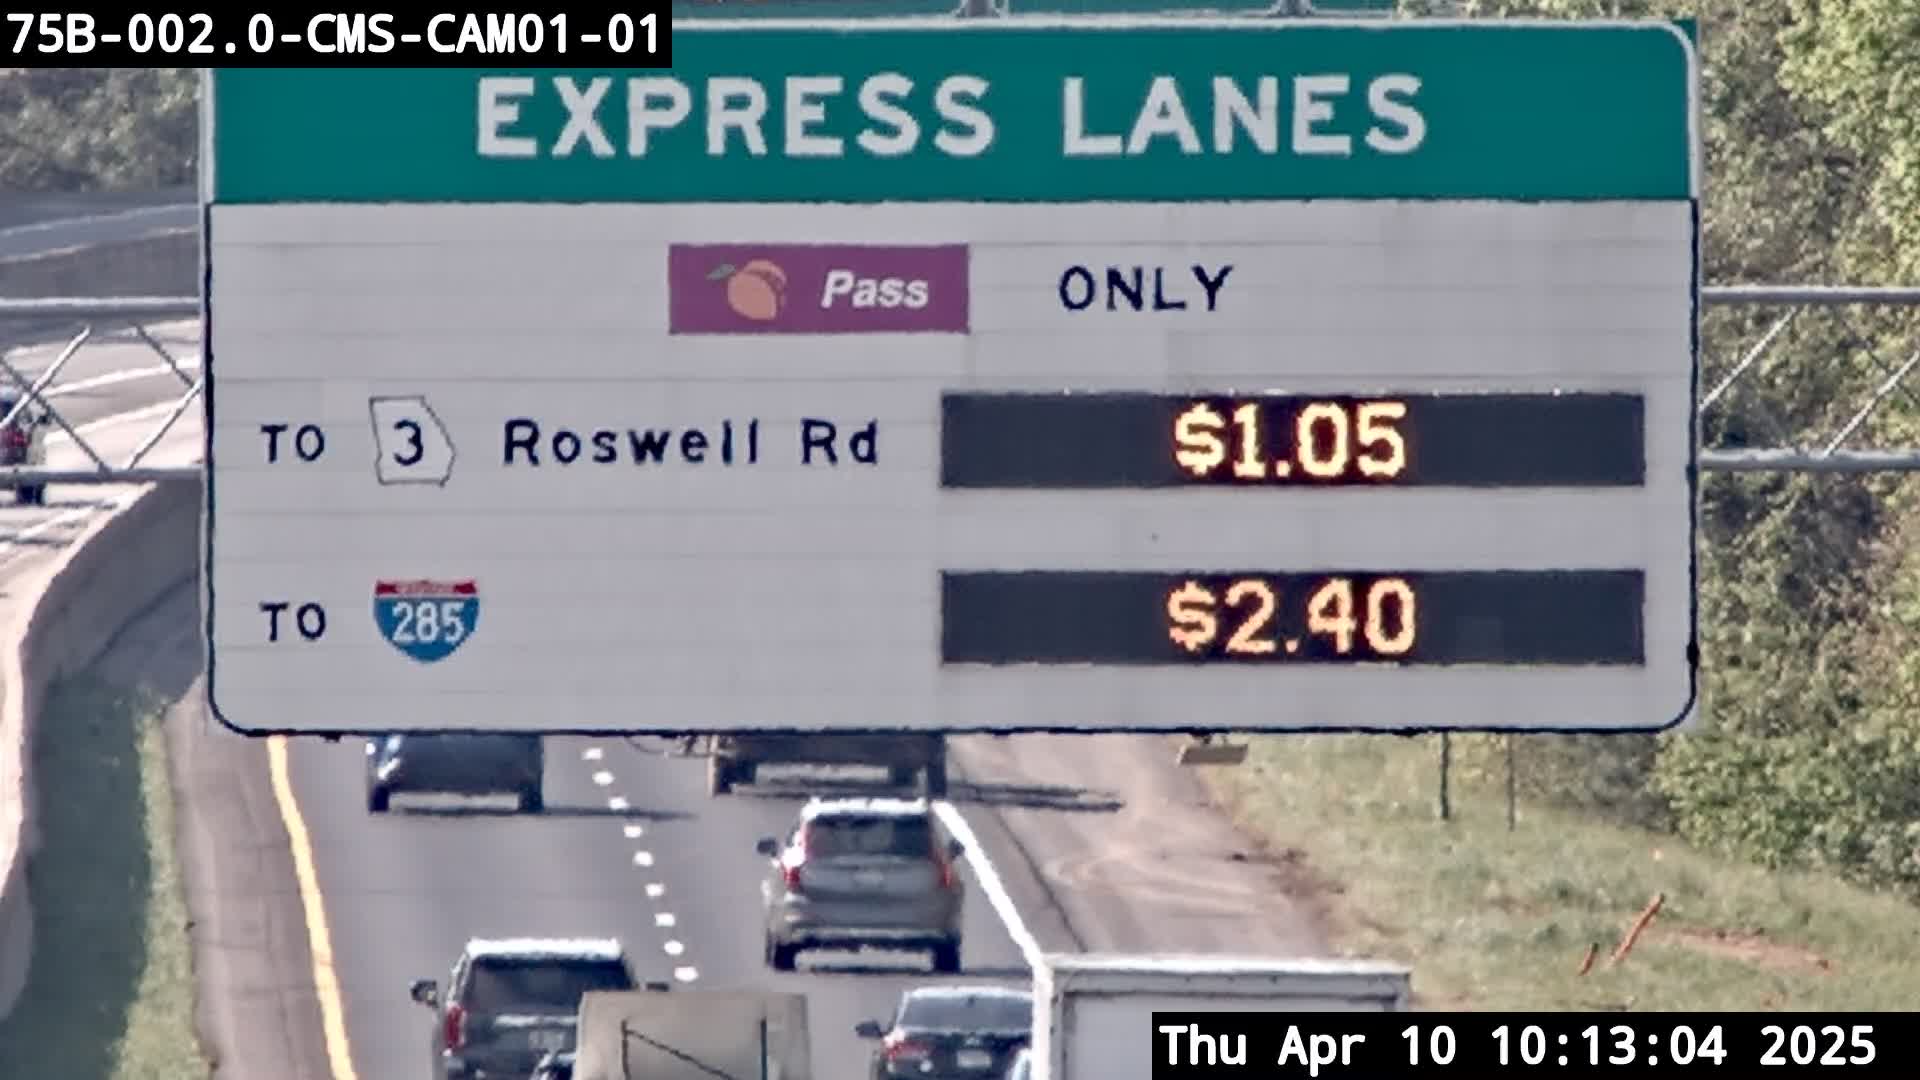 75B-002.0-CMS-CAM01-01
EXPRESS LANES
Pass ONLY
TO 3 Roswell Rd $1.05
TO 285 $2.40
Thu Apr 10 10:13:04 2025